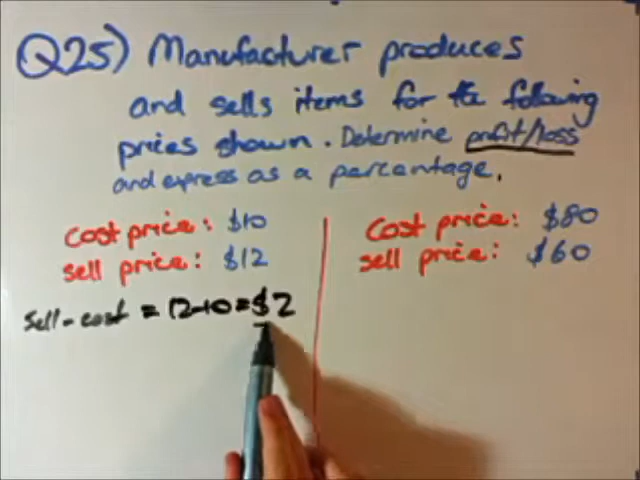 Q25) Manufacturer produces
and sells items for the following
prices shown. Determine profit/loss
and express as a percentage.
cost price: $10
sell price: $12
sell-cost = 12-10=$2
cost price: $80
sell price: $60